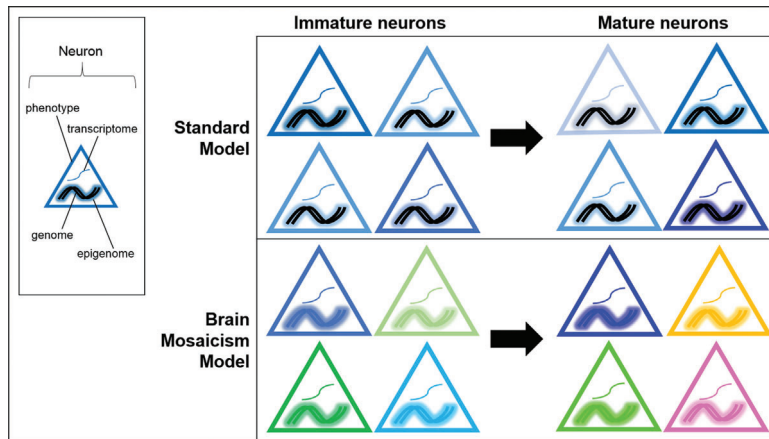 Immature neurons
Mature neurons
Neuron
phenotype
transcriptome
genome
epigenome
Standard
Model
Brain
Mosaicism
Model